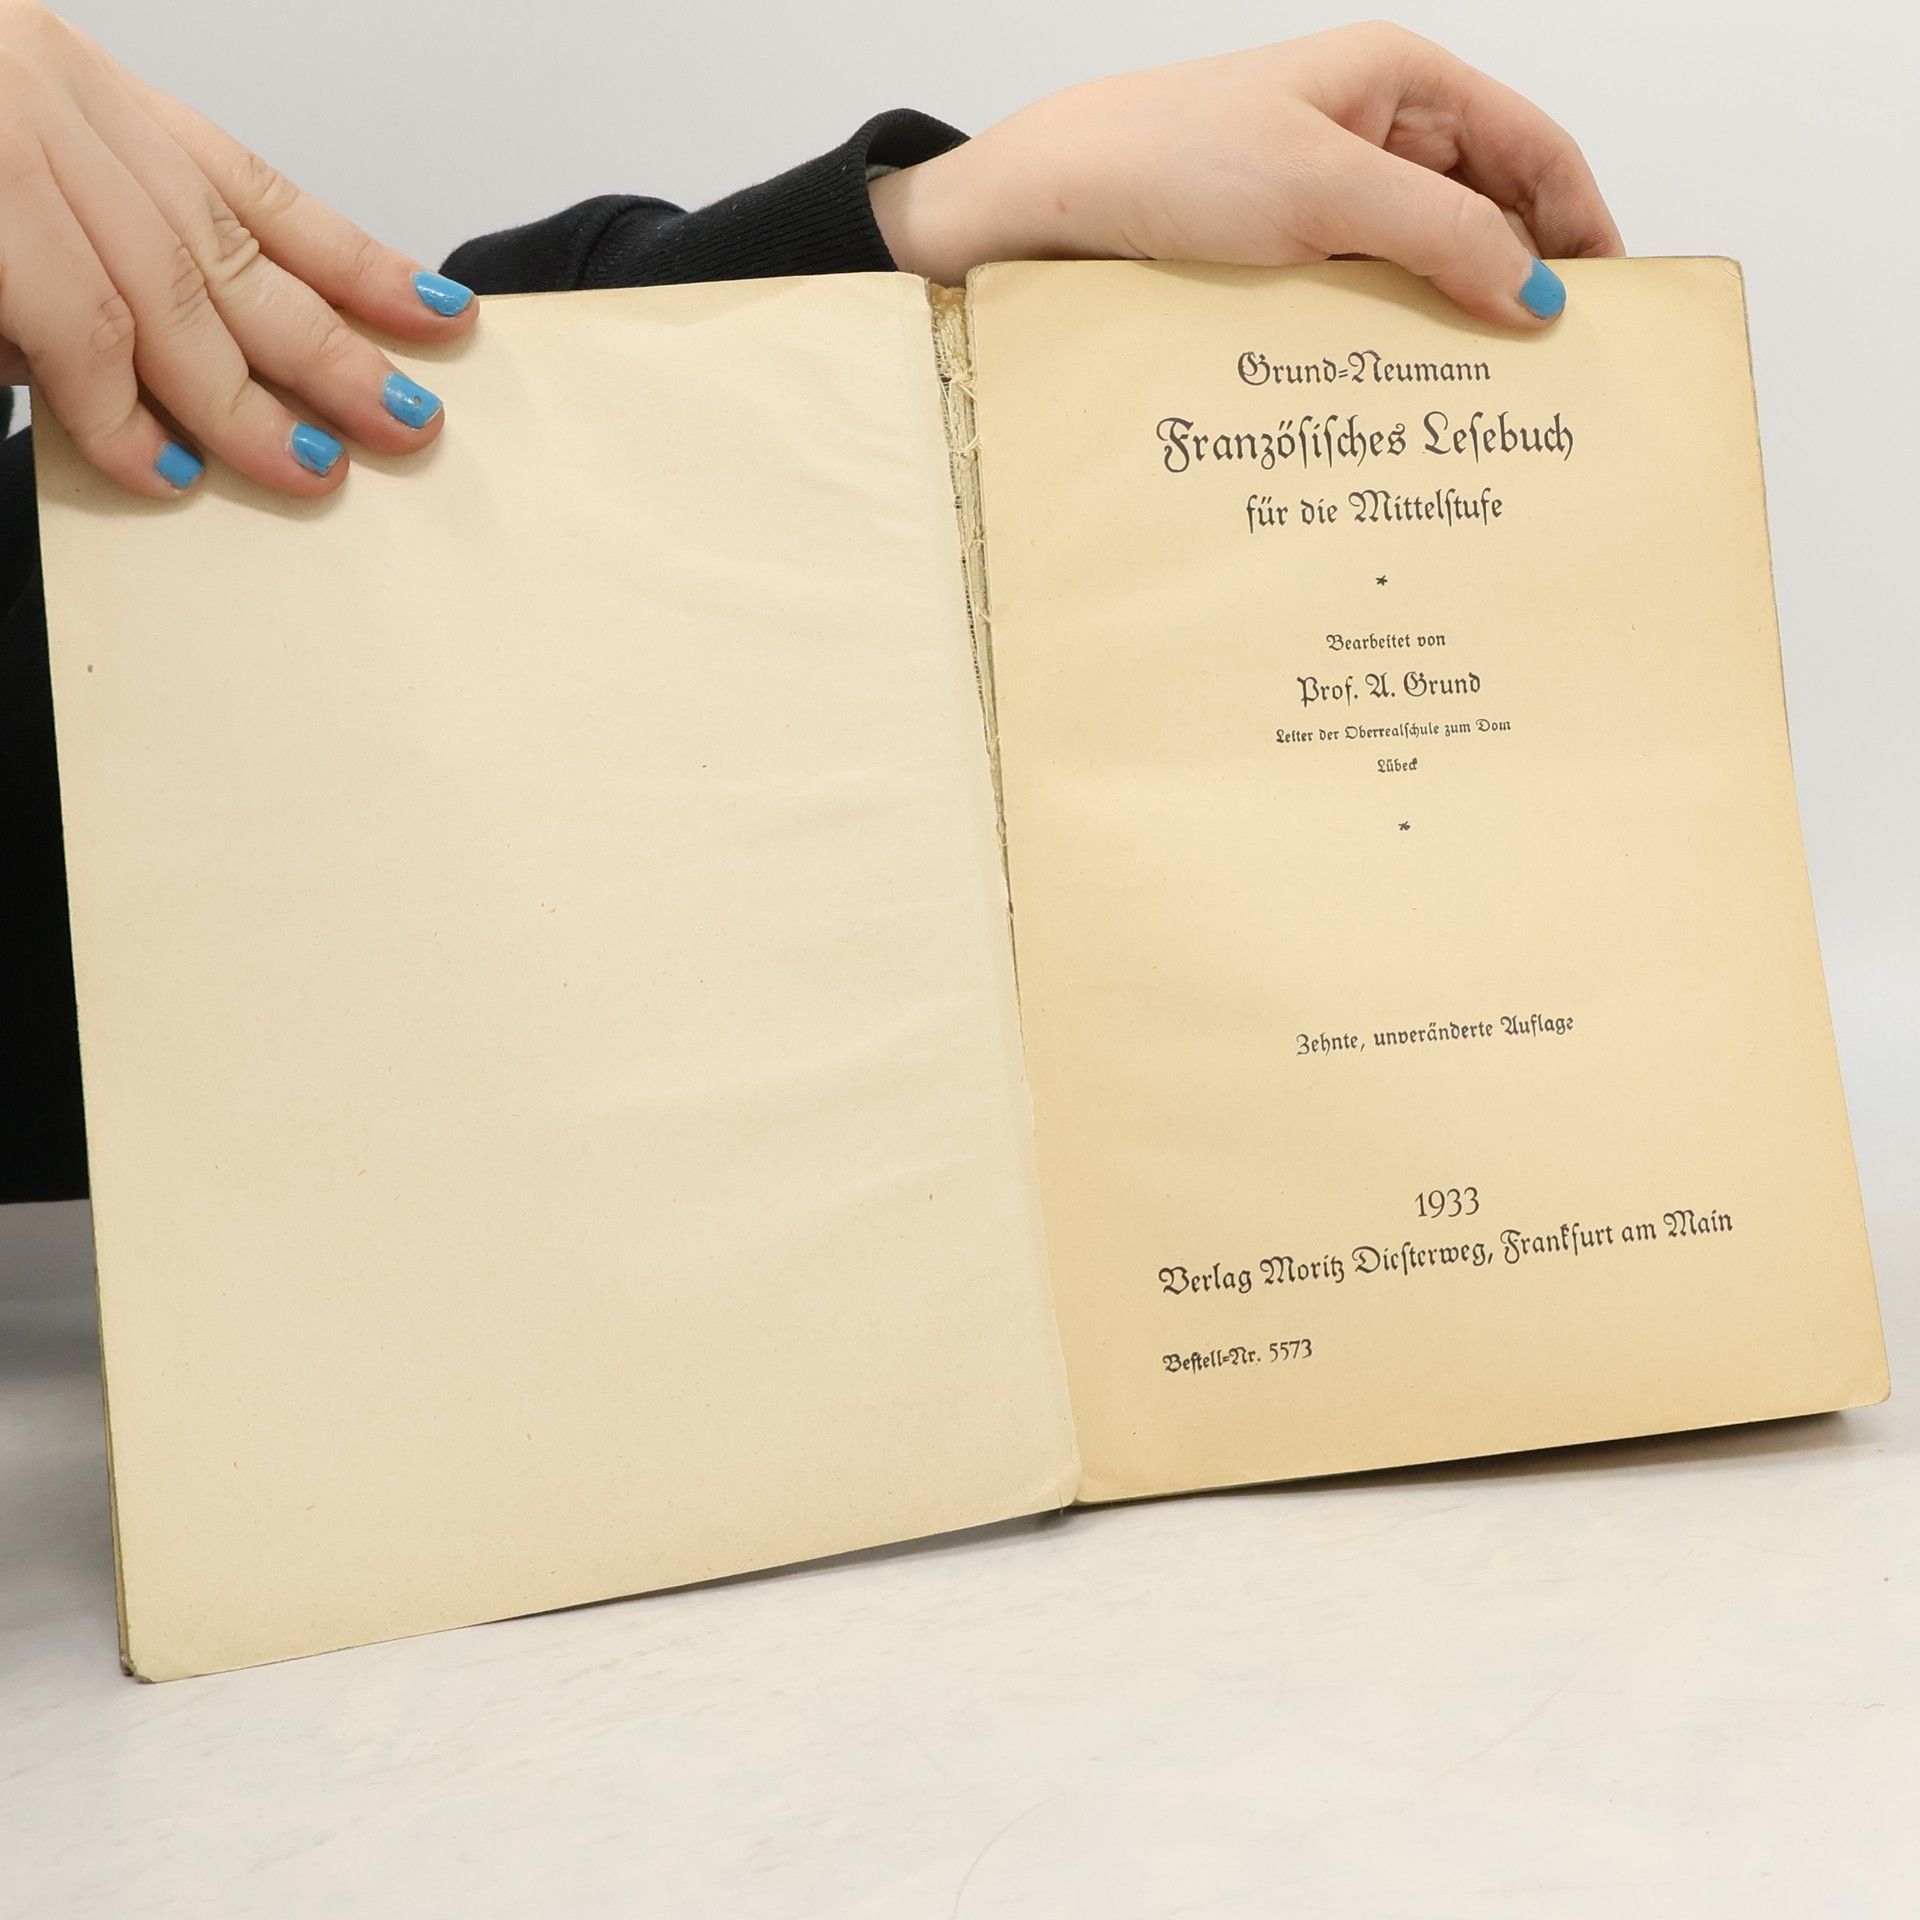 Grund-Neumann
Französisches Lesebuch
für die Mittelstufe
*
Bearbeitet von
Prof. A. Grund
Leiter der Oberrealschule zum Dom
Lübeck
*
Zehnte, unveränderte Auflage
1933
Verlag Moritz Diesterweg, Frankfurt am Main
Bestell-Nr. 5573